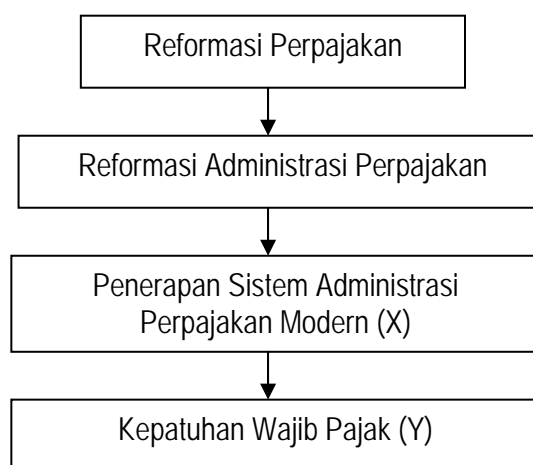 Reformasi Perpajakan
Reformasi Administrasi Perpajakan
Penerapan Sistem Administrasi
Perpajakan Modern (X)
Kepatuhan Wajib Pajak (Y)